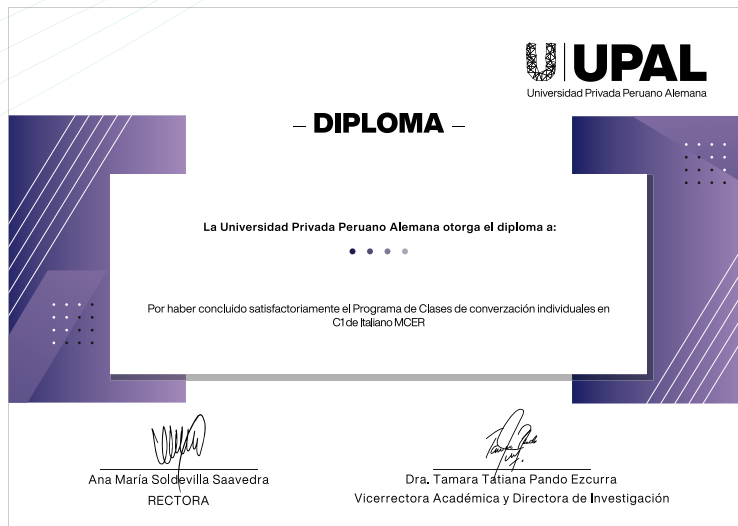 UPAL
Universidad Privada Peruano Alemana
– DIPLOMA –
La Universidad Privada Peruano Alemana otorga el diploma a:
Por haber concluido satisfactoriamente el Programa de Clases de converzación individuales en
C1 de Italiano MCER
Ana María Soldevilla Saavedra
RECTORA
Dra. Tamara Tatiana Pando Ezcurra
Vicerrectora Académica y Directora de Investigación